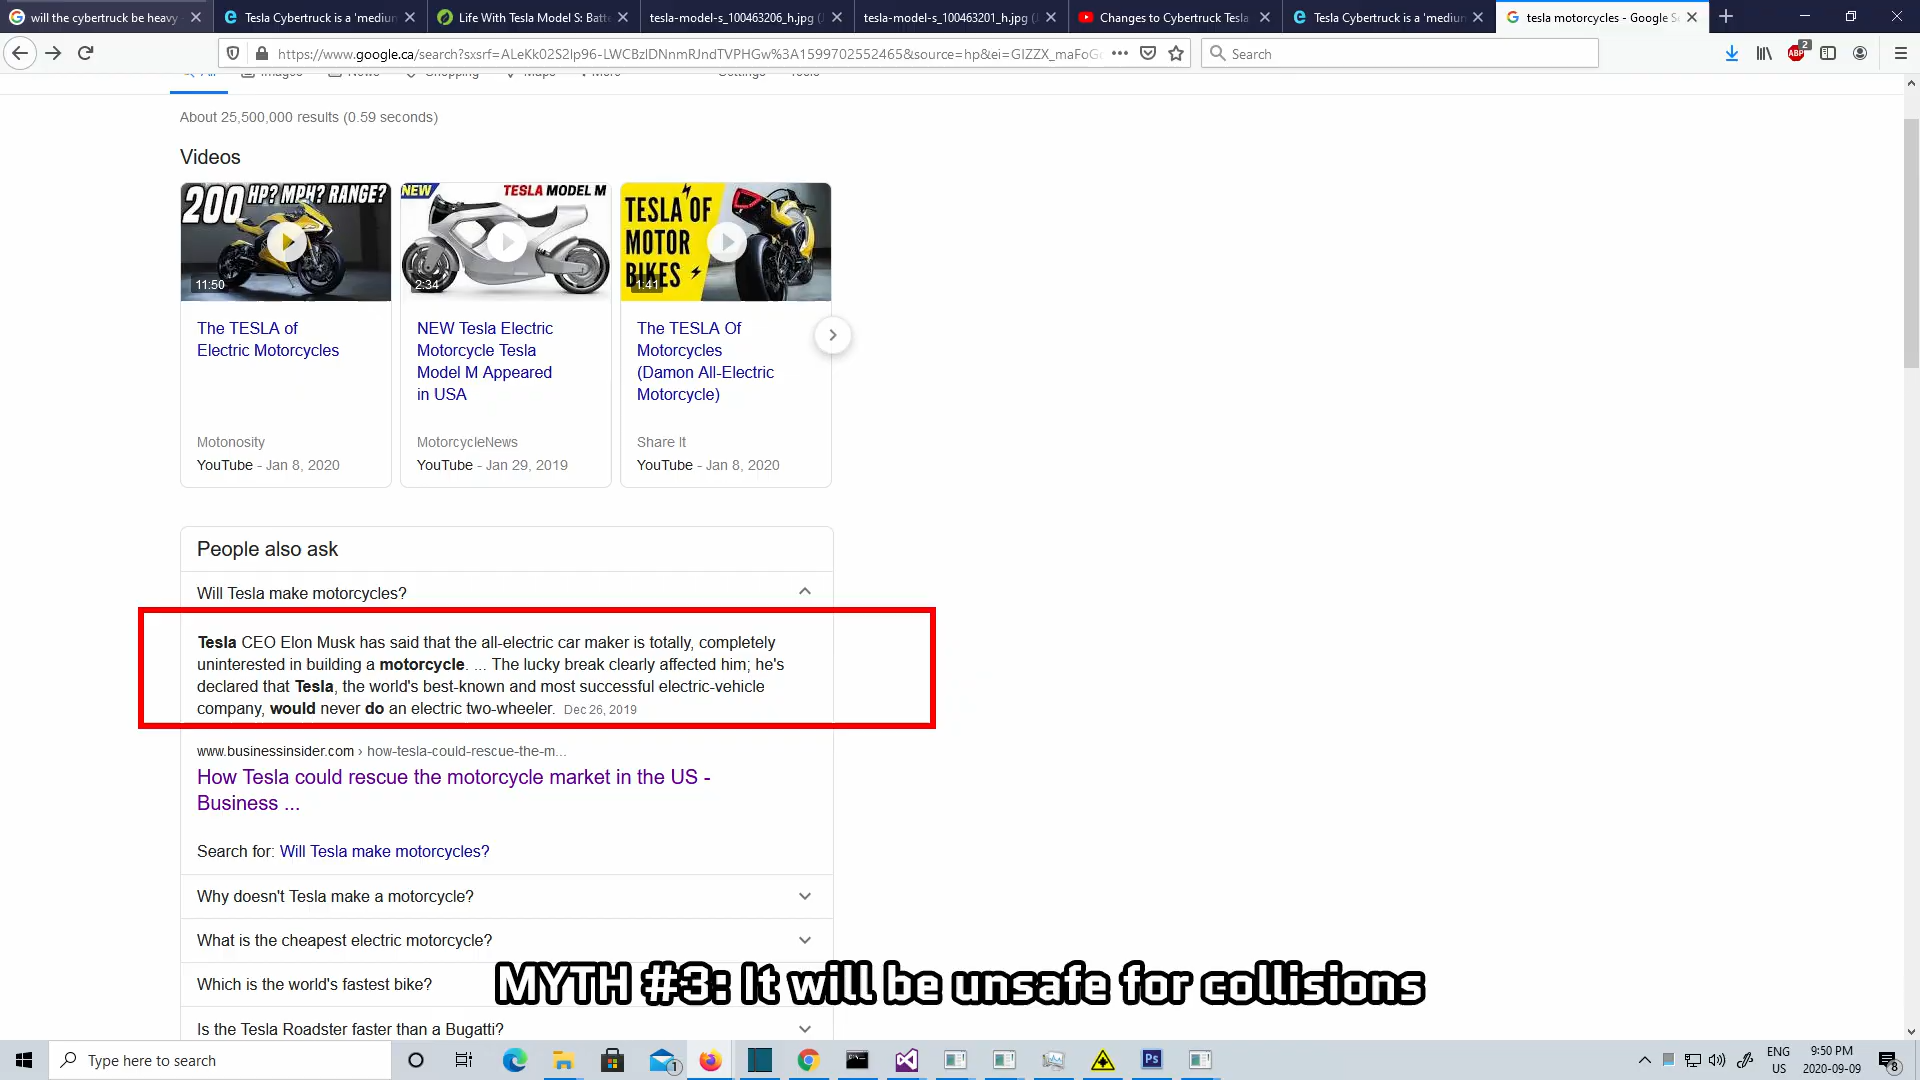 will the cybertruck be heavy
Tesla Cybertruck is a 'mediun
Life With Tesla Model S: Batte
tesla-model-s_100463206_h.jpg (
tesla-model-s_100463201_h.jpg (
Changes to Cybertruck Tesla
Tesla Cybertruck is a 'mediun
tesla motorcycles - Google Se
Search
All Images News Shopping Maps More Settings Tools
About 25,500,000 results (0.59 seconds)
Videos
200 HP? MPH? RANGE?
11:50
The TESLA of
Electric Motorcycles
Motonosity
YouTube - Jan 8, 2020
NEW TESLA MODEL M
2:34
NEW Tesla Electric
Motorcycle Tesla
Model M Appeared
in USA
MotorcycleNews
YouTube - Jan 29, 2019
TESLA OF
MOTOR
BIKES
1:41
The TESLA Of
Motorcycles
(Damon All-Electric
Motorcycle)
Share It
YouTube - Jan 8, 2020
People also ask
Will Tesla make motorcycles?
Tesla CEO Elon Musk has said that the all-electric car maker is totally, completely
uninterested in building a motorcycle. ... The lucky break clearly affected him; he's
declared that Tesla, the world's best-known and most successful electric-vehicle
company, would never do an electric two-wheeler. Dec 26, 2019
www.businessinsider.com › how-tesla-could-rescue-the-m...
How Tesla could rescue the motorcycle market in the US -
Business ...
Search for: Will Tesla make motorcycles?
Why doesn't Tesla make a motorcycle?
What is the cheapest electric motorcycle?
Which is the world's fastest bike?
MYTH #3: It will be unsafe for collisions
Is the Tesla Roadster faster than a Bugatti?
Type here to search
ENG
US
9:50 PM
2020-09-09